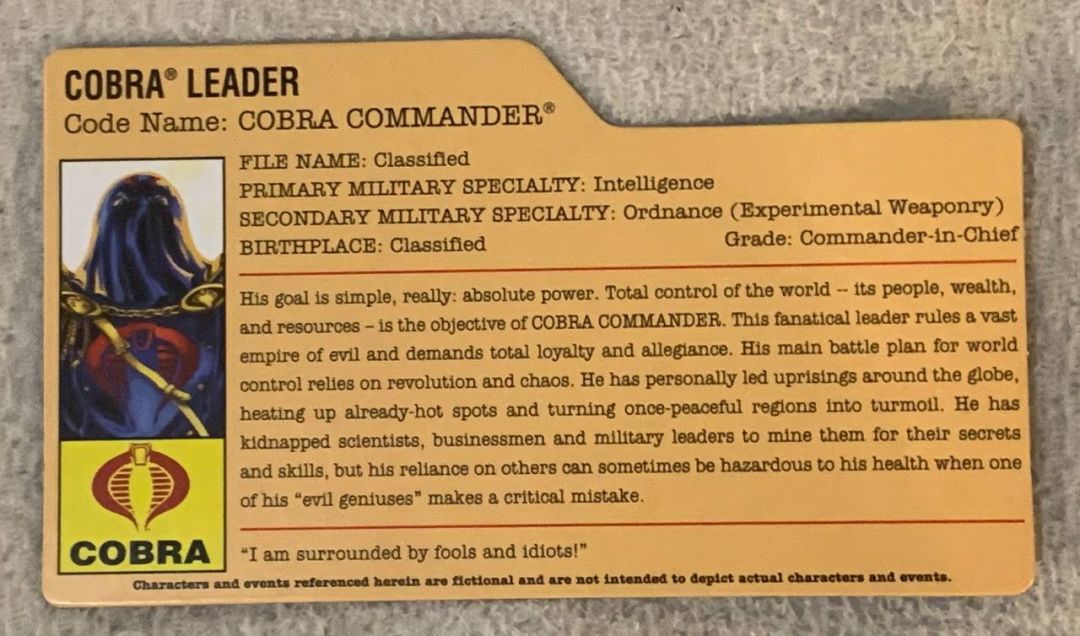 COBRA® LEADER
Code Name: COBRA COMMANDER®
FILE NAME: Classified
PRIMARY MILITARY SPECIALTY: Intelligence
SECONDARY MILITARY SPECIALTY: Ordnance (Experimental Weaponry)
BIRTHPLACE: Classified Grade: Commander-in-Chief
His goal is simple, really: absolute power. Total control of the world -- its people, wealth,
and resources – is the objective of COBRA COMMANDER. This fanatical leader rules a vast
empire of evil and demands total loyalty and allegiance. His main battle plan for world
control relies on revolution and chaos. He has personally led uprisings around the globe,
heating up already-hot spots and turning once-peaceful regions into turmoil. He has
kidnapped scientists, businessmen and military leaders to mine them for their secrets
and skills, but his reliance on others can sometimes be hazardous to his health when one
of his “evil geniuses” makes a critical mistake.
COBRA
“I am surrounded by fools and idiots!”
Characters and events referenced herein are fictional and are not intended to depict actual characters and events.